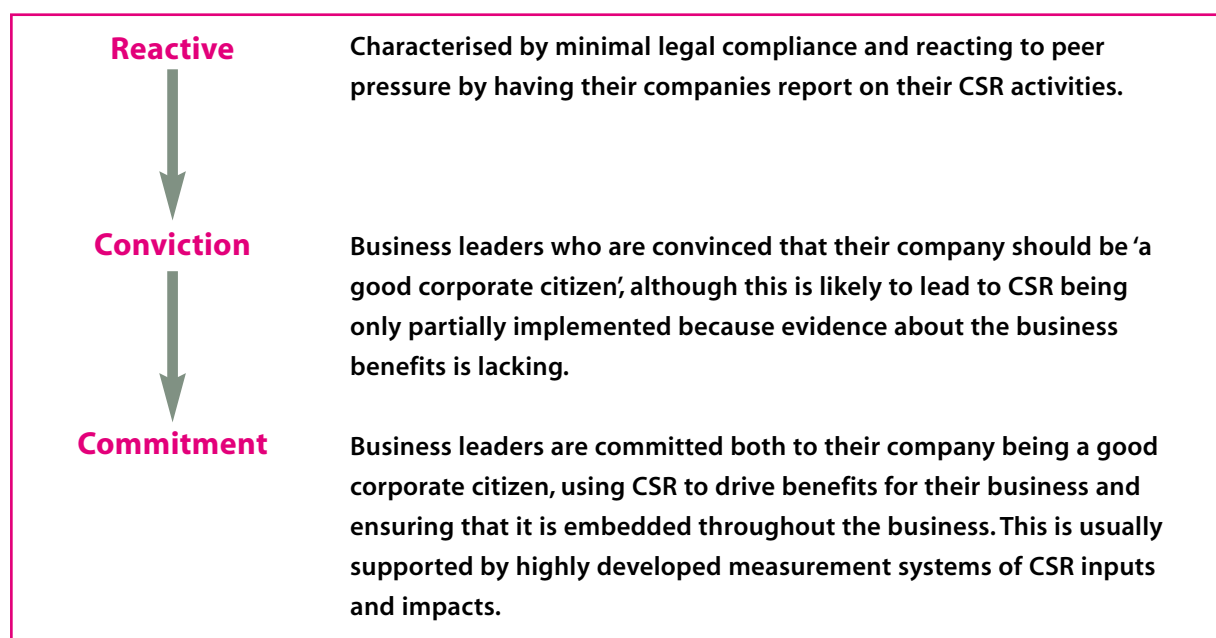 Reactive
Characterised by minimal legal compliance and reacting to peer
pressure by having their companies report on their CSR activities.
Conviction
Business leaders who are convinced that their company should be ‘a
good corporate citizen’, although this is likely to lead to CSR being
only partially implemented because evidence about the business
benefits is lacking.
Commitment
Business leaders are committed both to their company being a good
corporate citizen, using CSR to drive benefits for their business and
ensuring that it is embedded throughout the business. This is usually
supported by highly developed measurement systems of CSR inputs
and impacts.